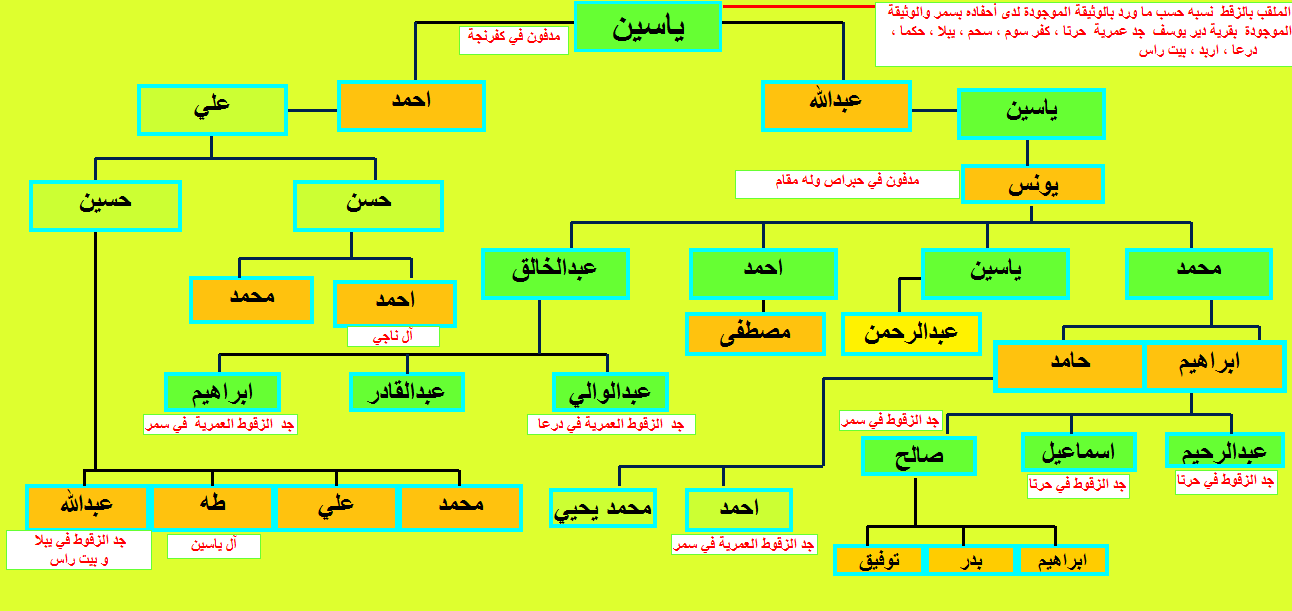 ياسين
الملقب بالزقط نسبه حسب ما ورد بالوثيقة الموجودة لدى أحفاده بسمر والوثيقة
الموجودة بقرية دير يوسف جد عمرية حرتا ، كفر سوم ، سحم ، يبلا ، حكما ،
درعا ، اربد ، بيت راس
مدفون في كفرنجة
عبدالله
احمد
ياسين
علي
يونس
مدفون في حبراص وله مقام
حسن
حسين
محمد
ياسين
احمد
عبدالخالق
احمد
محمد
أل ناجي
عبدالرحمن
مصطفى
ابراهيم
حامد
عبدالوالي
عبدالقادر
ابراهيم
جد الزقوط العمرية في درعا
جد الزقوط العمرية في سمر
جد الزقوط في سمر
عبدالرحيم
اسماعيل
صالح
جد الزقوط في حرتا
جد الزقوط في حرتا
محمد
علي
طه
عبدالله
احمد
محمد يحيي
أل ياسين
جد الزقوط في يبلا
و بيت راس
جد الزقوط العمرية في سمر
ابراهيم
بدر
توفيق